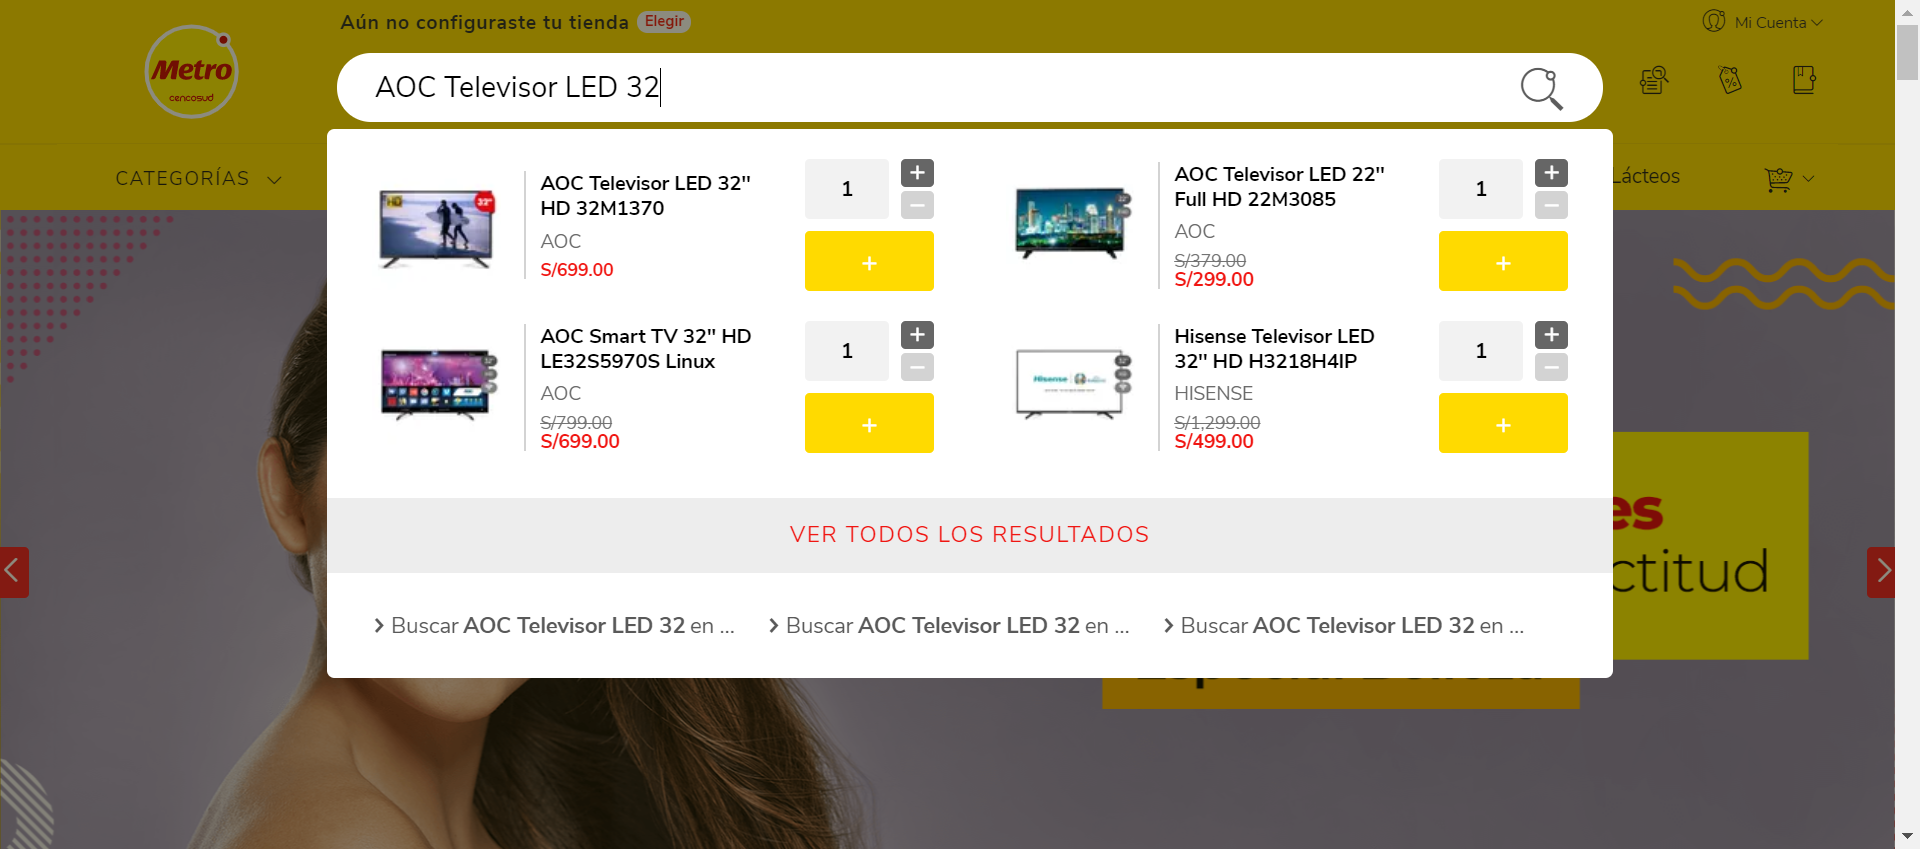 Aún no configuraste tu tienda Elegir
Mi Cuenta
Metro
cencosud
AOC Televisor LED 32
CATEGORÍAS
Lácteos
AOC Televisor LED 32"
HD 32M1370
AOC
S/699.00
1
+
−
+
AOC Televisor LED 22"
Full HD 22M3085
AOC
S/379.00
S/299.00
1
+
−
+
AOC Smart TV 32" HD
LE32S5970S Linux
AOC
S/799.00
S/699.00
1
+
−
+
Hisense Televisor LED
32" HD H3218H4IP
HISENSE
S/1,299.00
S/499.00
1
+
−
+
VER TODOS LOS RESULTADOS
Buscar AOC Televisor LED 32 en ...
Buscar AOC Televisor LED 32 en ...
Buscar AOC Televisor LED 32 en ...
es
ctitud